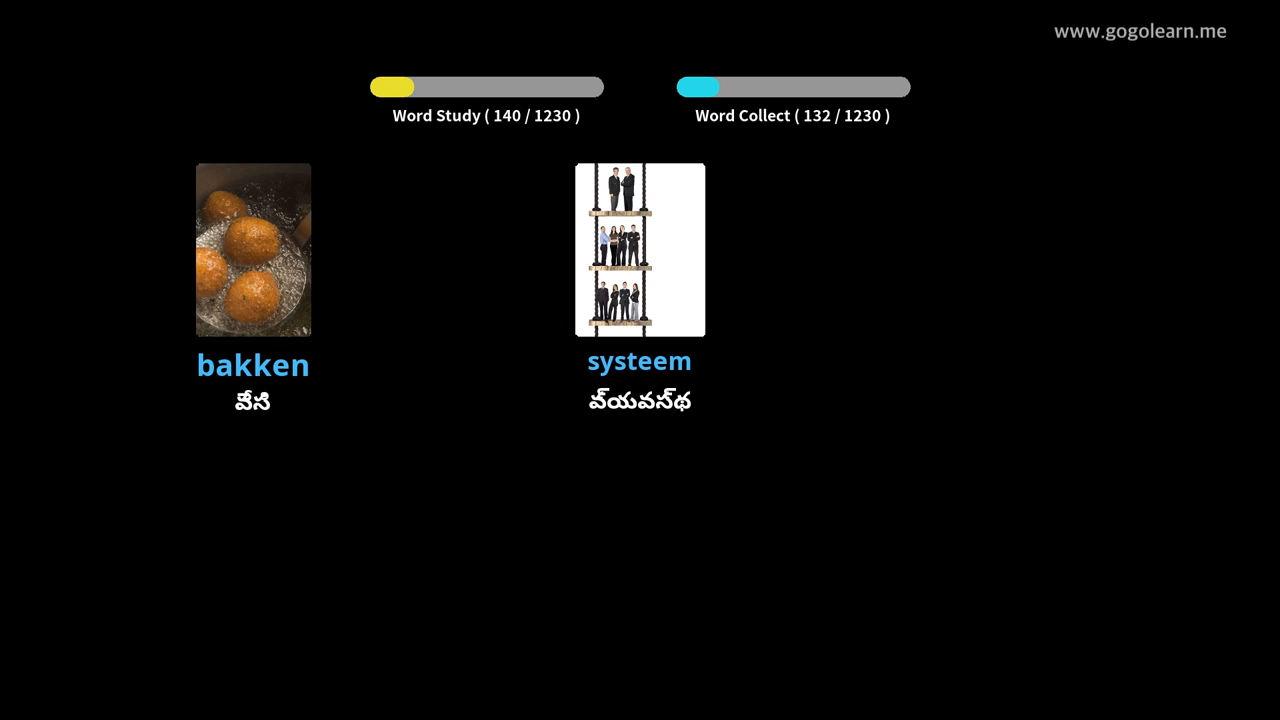 www.gogolearn.me
Word Study ( 140 / 1230 )
Word Collect ( 132 / 1230 )
bakken
వేసి
systeem
వ్యవస్థ